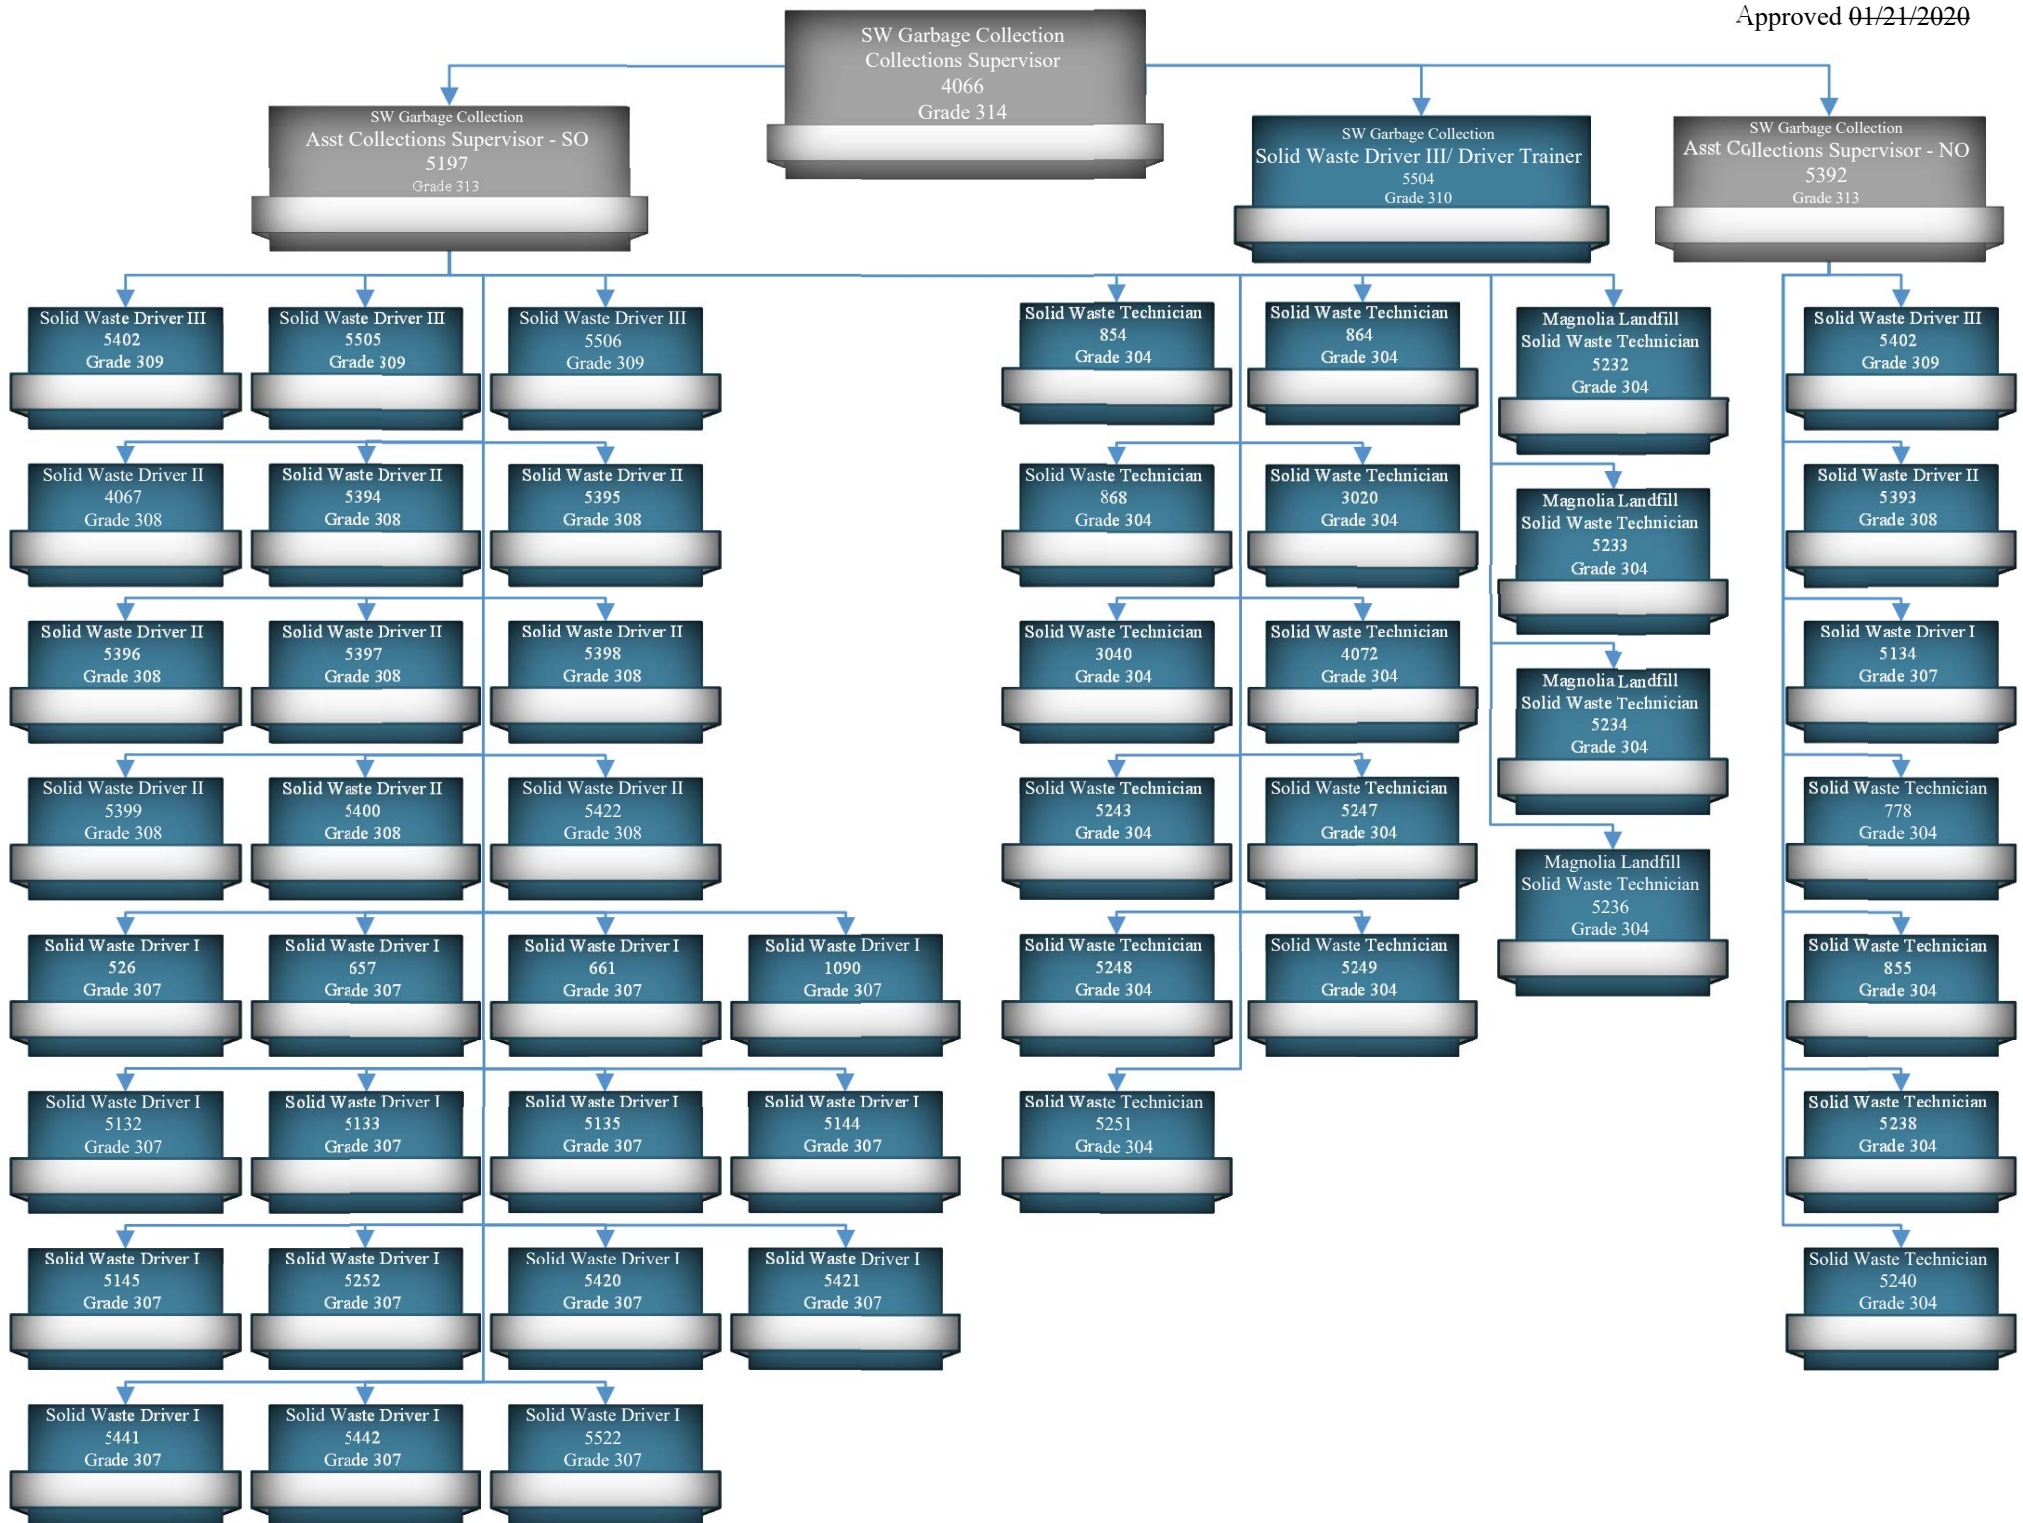 Approved 01/21/2020
SW Garbage Collection
Collections Supervisor
4066
Grade 314
SW Garbage Collection
Asst Collections Supervisor - SO
5197
Grade 313
SW Garbage Collection
Solid Waste Driver III/ Driver Trainer
5504
Grade 310
SW Garbage Collection
Asst Collections Supervisor - NO
5392
Grade 313
Solid Waste Driver III
5402
Grade 309
Solid Waste Driver III
5505
Grade 309
Solid Waste Driver III
5506
Grade 309
Solid Waste Technician
854
Grade 304
Solid Waste Technician
864
Grade 304
Magnolia Landfill
Solid Waste Technician
5232
Grade 304
Solid Waste Driver III
5402
Grade 309
Solid Waste Driver II
4067
Grade 308
Solid Waste Driver II
5394
Grade 308
Solid Waste Driver II
5395
Grade 308
Solid Waste Technician
868
Grade 304
Solid Waste Technician
3020
Grade 304
Magnolia Landfill
Solid Waste Technician
5233
Grade 304
Solid Waste Driver II
5393
Grade 308
Solid Waste Driver II
5396
Grade 308
Solid Waste Driver II
5397
Grade 308
Solid Waste Driver II
5398
Grade 308
Solid Waste Technician
3040
Grade 304
Solid Waste Technician
4072
Grade 304
Magnolia Landfill
Solid Waste Technician
5234
Grade 304
Solid Waste Driver I
5134
Grade 307
Solid Waste Driver II
5399
Grade 308
Solid Waste Driver II
5400
Grade 308
Solid Waste Driver II
5422
Grade 308
Solid Waste Technician
5243
Grade 304
Solid Waste Technician
5247
Grade 304
Magnolia Landfill
Solid Waste Technician
5236
Grade 304
Solid Waste Technician
778
Grade 304
Solid Waste Driver I
526
Grade 307
Solid Waste Driver I
657
Grade 307
Solid Waste Driver I
661
Grade 307
Solid Waste Driver I
1090
Grade 307
Solid Waste Technician
5248
Grade 304
Solid Waste Technician
5249
Grade 304
Solid Waste Technician
855
Grade 304
Solid Waste Driver I
5132
Grade 307
Solid Waste Driver I
5133
Grade 307
Solid Waste Driver I
5135
Grade 307
Solid Waste Driver I
5144
Grade 307
Solid Waste Technician
5251
Grade 304
Solid Waste Technician
5238
Grade 304
Solid Waste Driver I
5145
Grade 307
Solid Waste Driver I
5252
Grade 307
Solid Waste Driver I
5420
Grade 307
Solid Waste Driver I
5421
Grade 307
Solid Waste Technician
5240
Grade 304
Solid Waste Driver I
5441
Grade 307
Solid Waste Driver I
5442
Grade 307
Solid Waste Driver I
5522
Grade 307